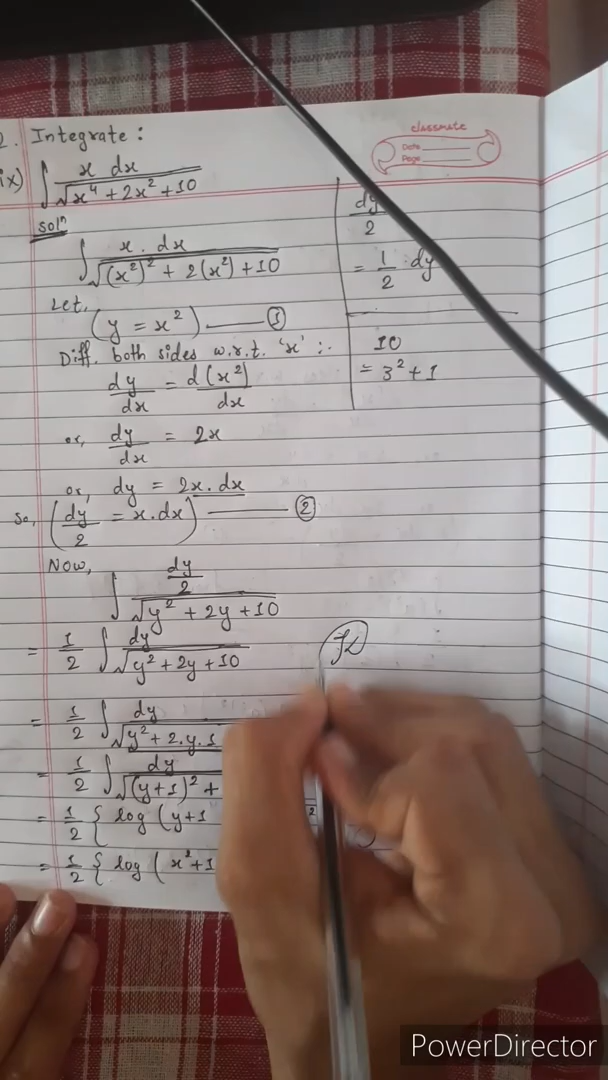 2. Integrate :
ix) ∫ x dx / √(x⁴ + 2x² + 10)
Solⁿ
∫ x. dx / √((x²)² + 2(x²) + 10)
Let,
(y = x²) —— ①
Diff. both sides w.r.t. 'x' :-
dy/dx = d(x²)/dx
or, dy/dx = 2x
or, dy = 2x. dx
So, (dy/2 = x.dx) —— ②
Now,
∫ (dy/2) / √(y² + 2y + 10)
= 1/2 ∫ dy / √(y² + 2y + 10)
= 1/2 ∫ dy / √(y² + 2.y.1
= 1/2 ∫ dy / √((y+1)² +
= 1/2 { log (y+1
= 1/2 { log ( x²+1
classmate
Date
Page
dy/2
= 1/2 dy
10
= 3² + 1
PowerDirector